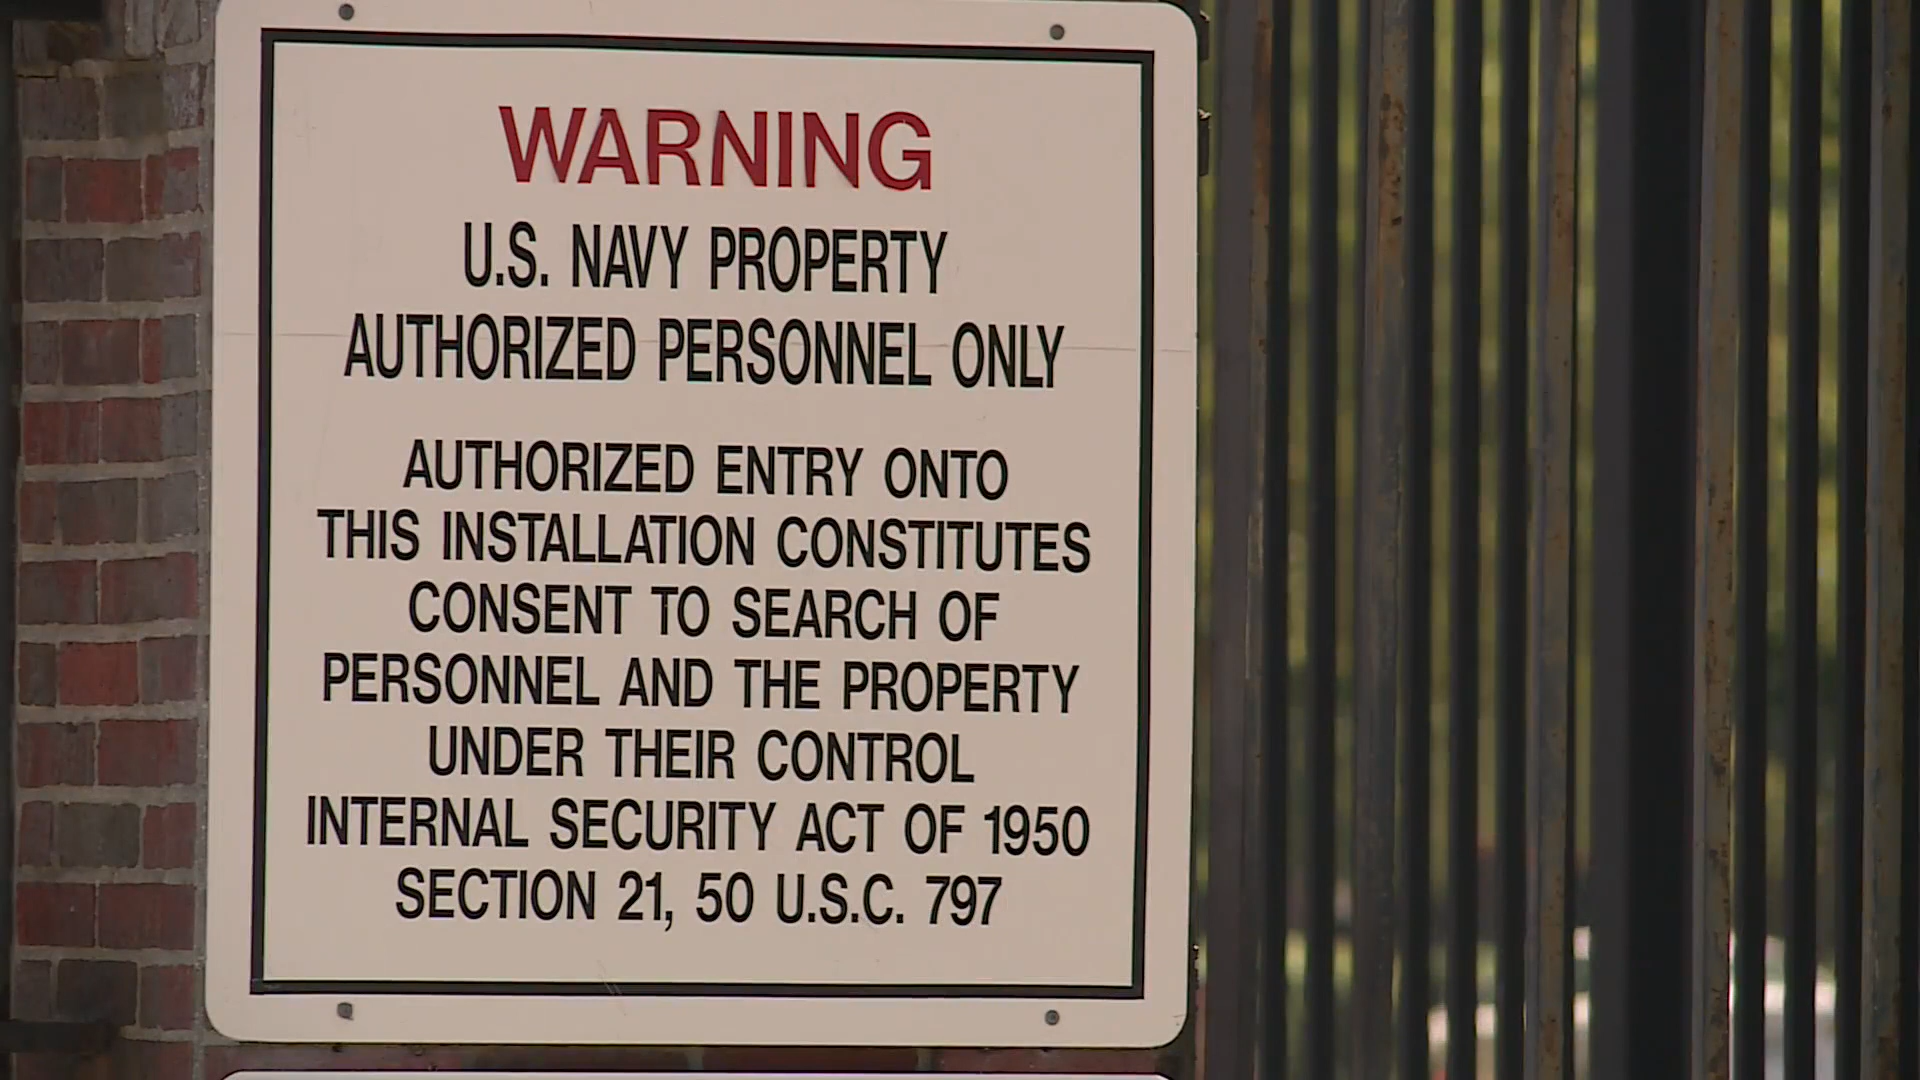 WARNING
U.S. NAVY PROPERTY
AUTHORIZED PERSONNEL ONLY
AUTHORIZED ENTRY ONTO
THIS INSTALLATION CONSTITUTES
CONSENT TO SEARCH OF
PERSONNEL AND THE PROPERTY
UNDER THEIR CONTROL
INTERNAL SECURITY ACT OF 1950
SECTION 21, 50 U.S.C. 797